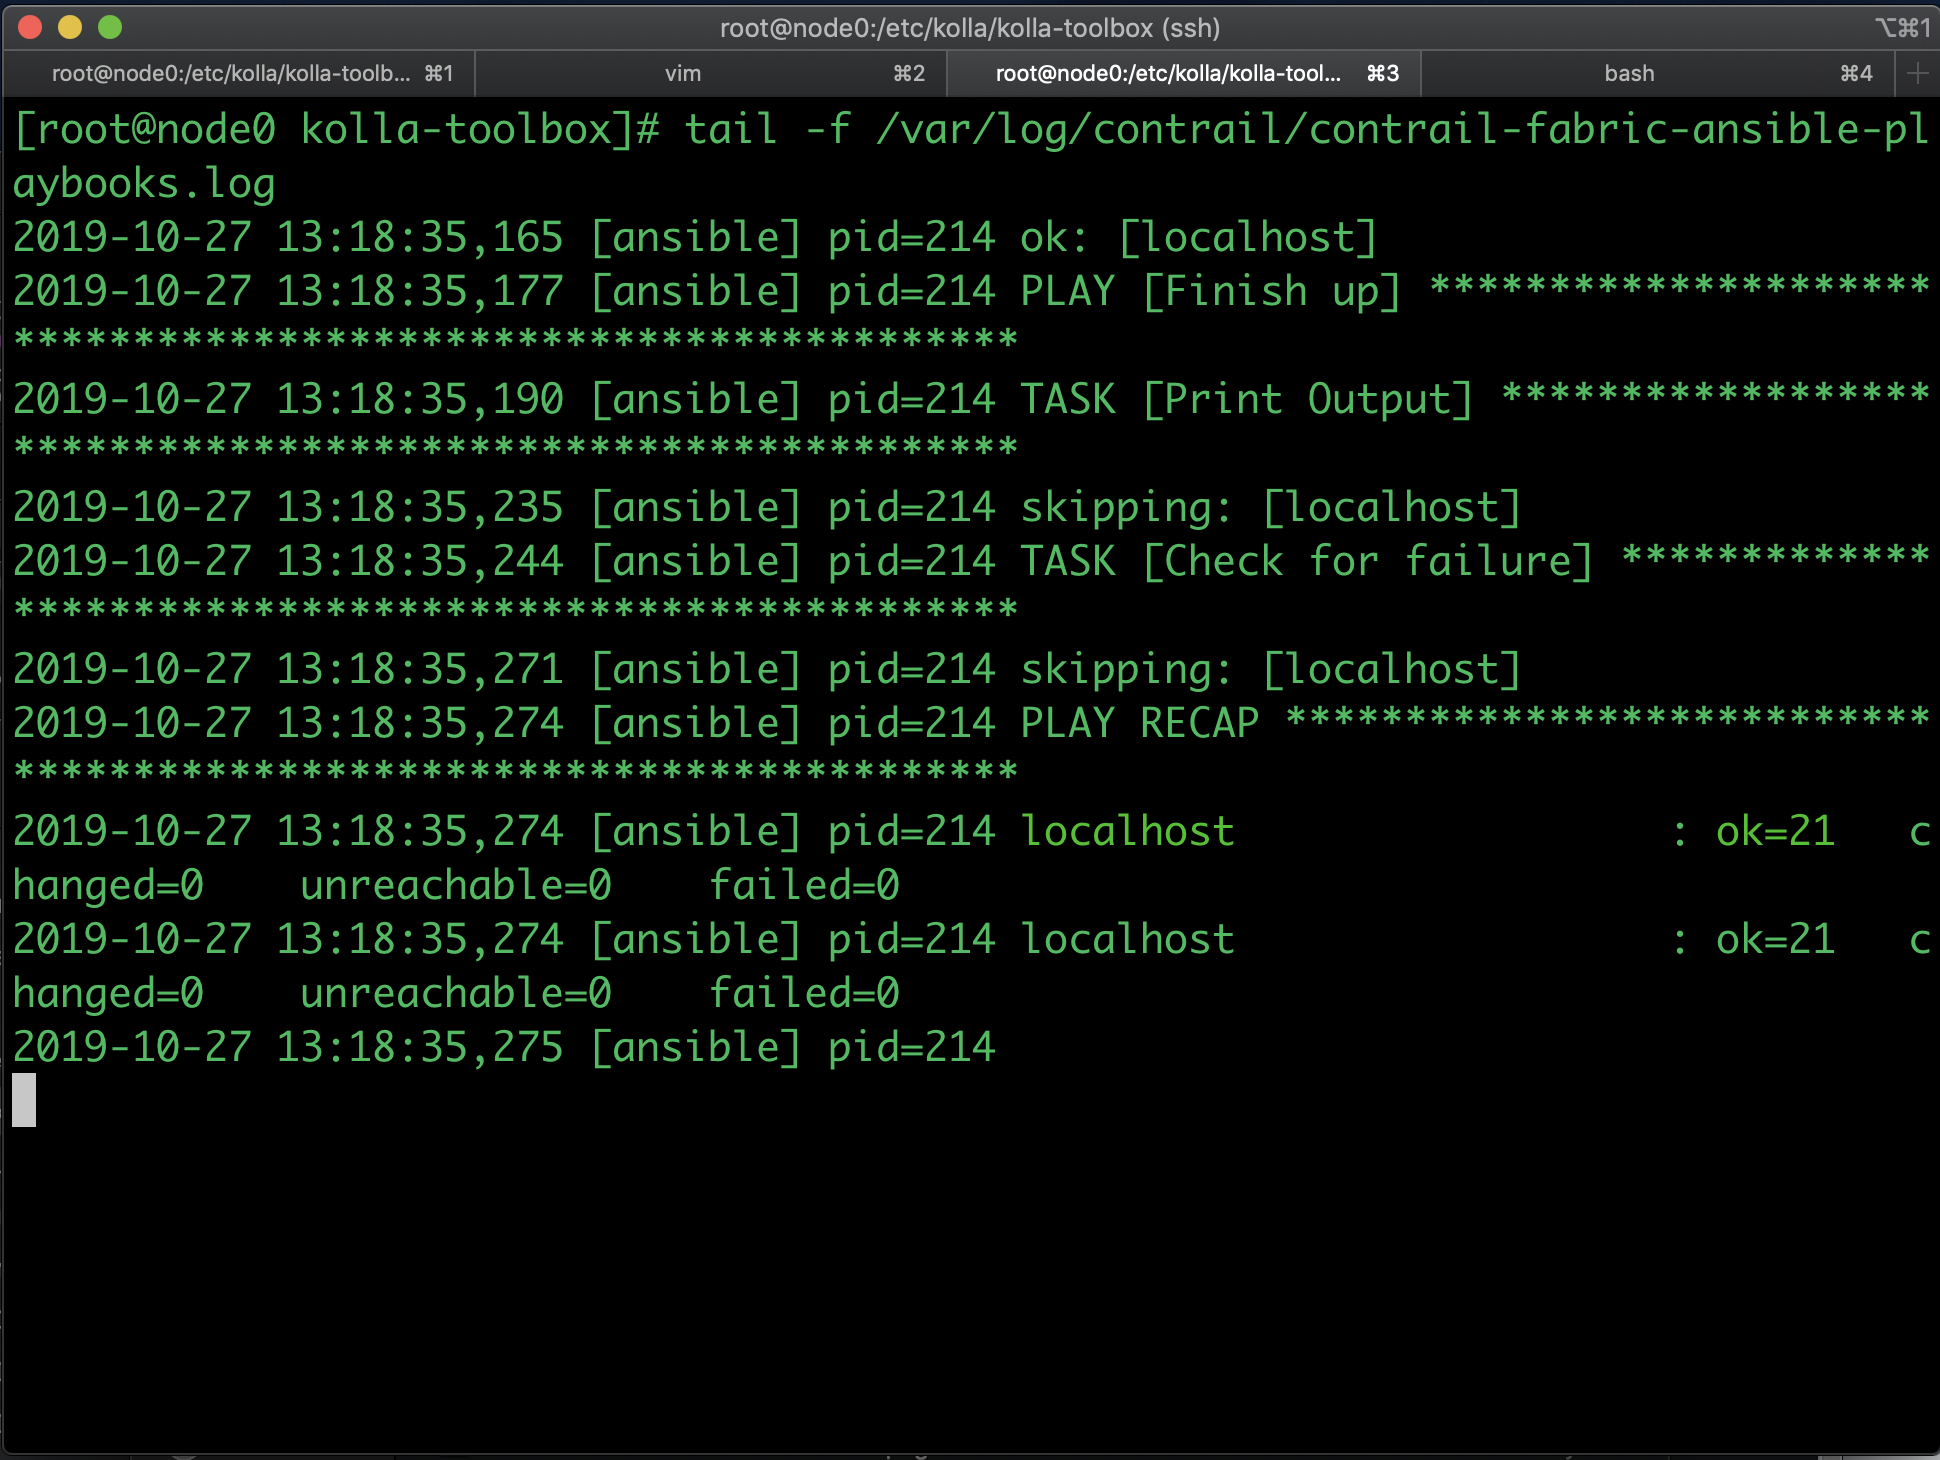 root@node0:/etc/kolla/kolla-toolbox (ssh) ⌥⌘1
root@node0:/etc/kolla/kolla-toolb... ⌘1 vim ⌘2 root@node0:/etc/kolla/kolla-tool... ⌘3 bash ⌘4 +
[root@node0 kolla-toolbox]# tail -f /var/log/contrail/contrail-fabric-ansible-pl
aybooks.log
2019-10-27 13:18:35,165 [ansible] pid=214 ok: [localhost]
2019-10-27 13:18:35,177 [ansible] pid=214 PLAY [Finish up] *********************
******************************************
2019-10-27 13:18:35,190 [ansible] pid=214 TASK [Print Output] ******************
******************************************
2019-10-27 13:18:35,235 [ansible] pid=214 skipping: [localhost]
2019-10-27 13:18:35,244 [ansible] pid=214 TASK [Check for failure] *************
******************************************
2019-10-27 13:18:35,271 [ansible] pid=214 skipping: [localhost]
2019-10-27 13:18:35,274 [ansible] pid=214 PLAY RECAP ***************************
******************************************
2019-10-27 13:18:35,274 [ansible] pid=214 localhost                  : ok=21   c
hanged=0    unreachable=0    failed=0
2019-10-27 13:18:35,274 [ansible] pid=214 localhost                  : ok=21   c
hanged=0    unreachable=0    failed=0
2019-10-27 13:18:35,275 [ansible] pid=214